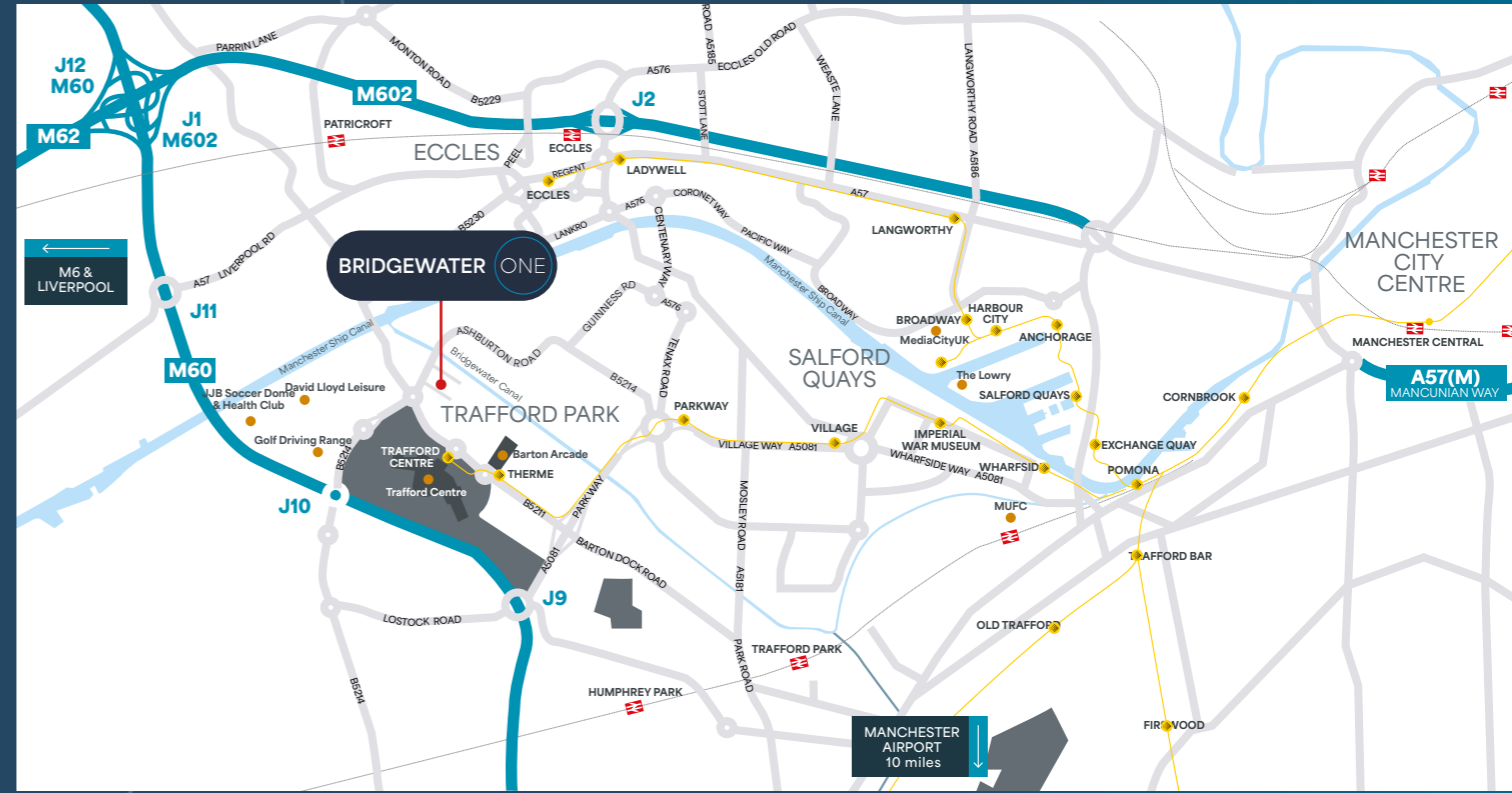 PARRIN LANE
MONTON ROAD
B5229
ROAD A5185
A576
ECCLES OLD ROAD
STOTT LANE
WEASTE LANE
LANGWORTHY ROAD A5186
J12
M60
M62
J1
M602
M602
J2
PATRICROFT
ECCLES
ECCLES
PEEL
REGENT
ECCLES
LADYWELL
A57
LANGWORTHY
CORONET WAY
PACIFIC WAY
A576
LANKRO
CENTENARY WAY
B5230
M6 &
LIVERPOOL
A57 LIVERPOOL RD
J11
BRIDGEWATER ONE
MANCHESTER
CITY
CENTRE
Manchester Ship Canal
BROADWAY
GUINNESS RD
A576
Manchester Ship Canal
ASHBURTON ROAD
Bridgewater Canal
B5214
TENAX ROAD
BROADWAY
HARBOUR
CITY
MediaCityUK
ANCHORAGE
MANCHESTER CENTRAL
SALFORD
QUAYS
The Lowry
SALFORD QUAYS
CORNBROOK
A57(M)
MANCUNIAN WAY
M60
JJB Soccer Dome
& Health Club
David Lloyd Leisure
Golf Driving Range
B5214
TRAFFORD PARK
TRAFFORD
CENTRE
Trafford Centre
Barton Arcade
THERME
PARKWAY
VILLAGE WAY A5081
VILLAGE
IMPERIAL
WAR MUSEUM
WHARFSIDE WAY A5081
WHARFSID
EXCHANGE QUAY
POMONA
J10
B5211
PARK WAY
A5081
BARTON DOCK ROAD
MOSLEY ROAD A5181
MUFC
TRAFFORD BAR
J9
LOSTOCK ROAD
OLD TRAFFORD
PARK ROAD
TRAFFORD PARK
B5214
HUMPHREY PARK
MANCHESTER
AIRPORT
10 miles